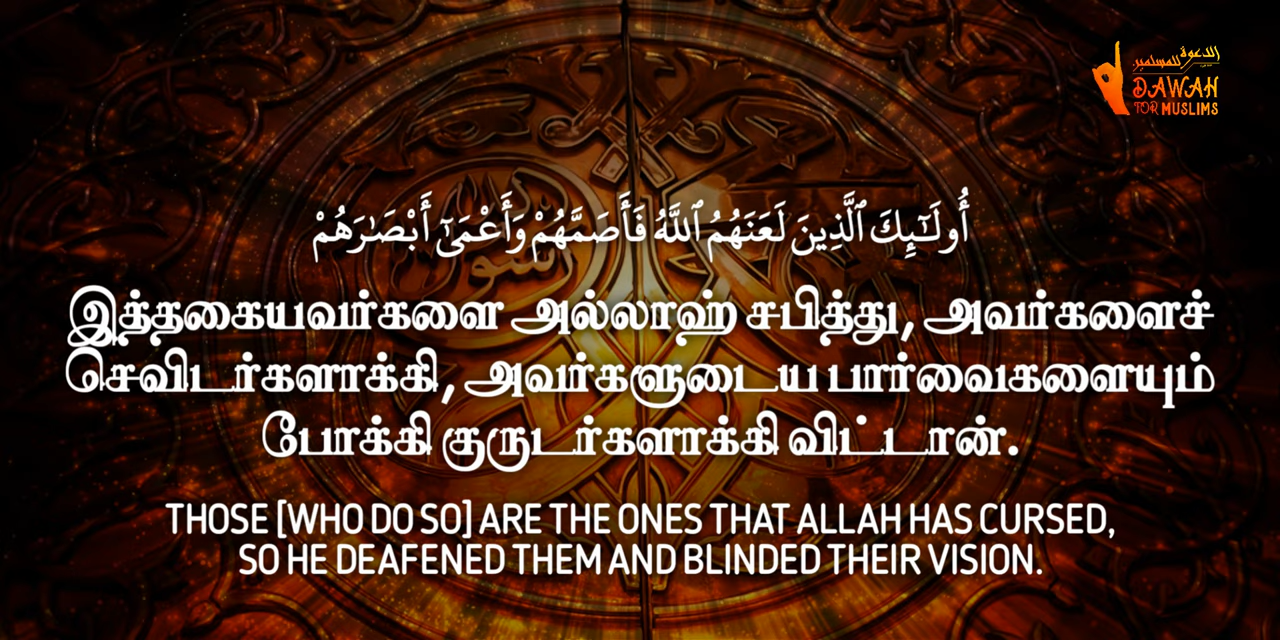 الدعوة للمسلمين
DAWAH
FOR MUSLIMS
أُو۟لَـٰٓئِكَ ٱلَّذِينَ لَعَنَهُمُ ٱللَّهُ فَأَصَمَّهُمْ وَأَعْمَىٰٓ أَبْصَـٰرَهُمْ
இத்தகையவர்களை அல்லாஹ் சபித்து, அவர்களைச்
செவிடர்களாக்கி, அவர்களுடைய பார்வைகளையும்
போக்கி குருடர்களாக்கி விட்டான்.
THOSE [WHO DO SO] ARE THE ONES THAT ALLAH HAS CURSED,
SO HE DEAFENED THEM AND BLINDED THEIR VISION.